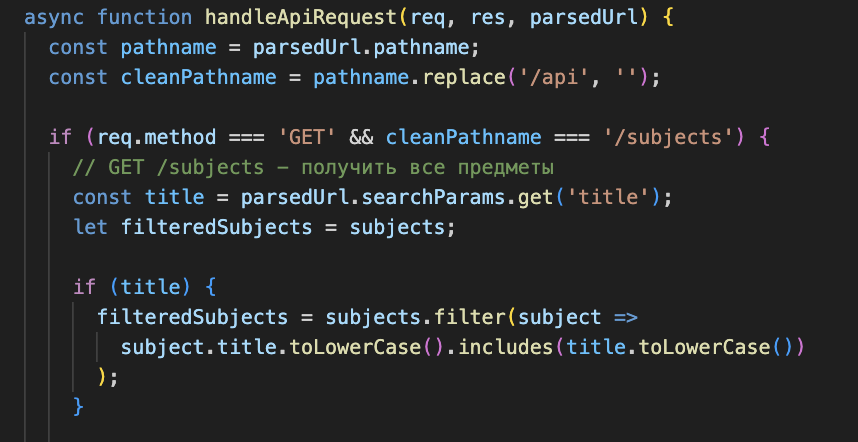 async function handleApiRequest(req, res, parsedUrl) {
const pathname = parsedUrl.pathname;
const cleanPathname = pathname.replace('/api', '');
if (req.method === 'GET' && cleanPathname === '/subjects') {
// GET /subjects – получить все предметы
const title = parsedUrl.searchParams.get('title');
let filteredSubjects = subjects;
if (title) {
filteredSubjects = subjects.filter(subject =>
subject.title.toLowerCase().includes(title.toLowerCase())
);
}